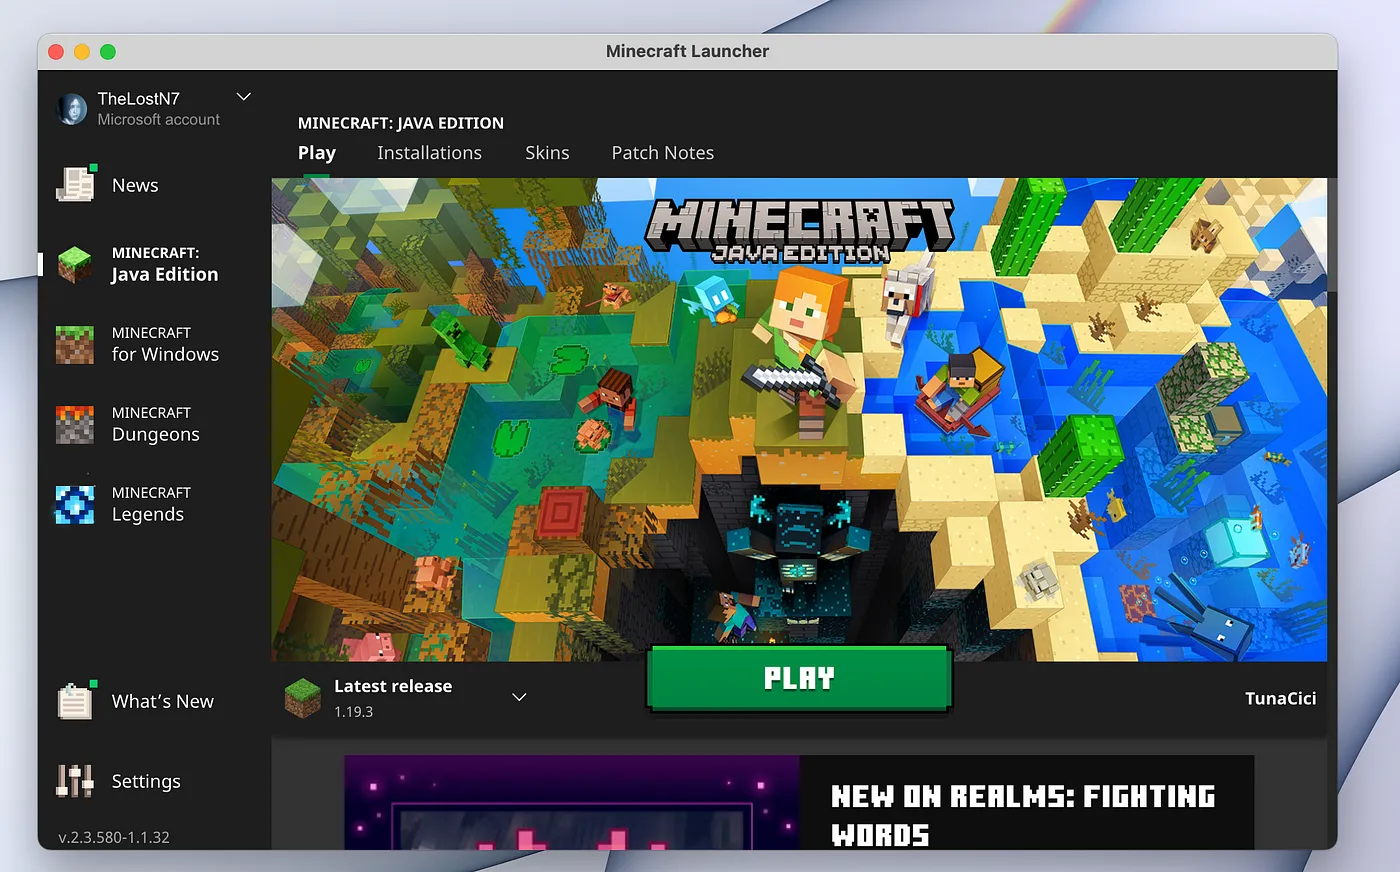 Minecraft Launcher
TheLostN7
Microsoft account
News
MINECRAFT:
Java Edition
MINECRAFT
for Windows
MINECRAFT
Dungeons
MINECRAFT
Legends
What's New
Settings
v.2.3.580-1.1.32
MINECRAFT: JAVA EDITION
Play Installations Skins Patch Notes
MINECRAFT
JAVA EDITION
Latest release
1.19.3
PLAY
TunaCici
NEW ON REALMS: FIGHTING
WORDS